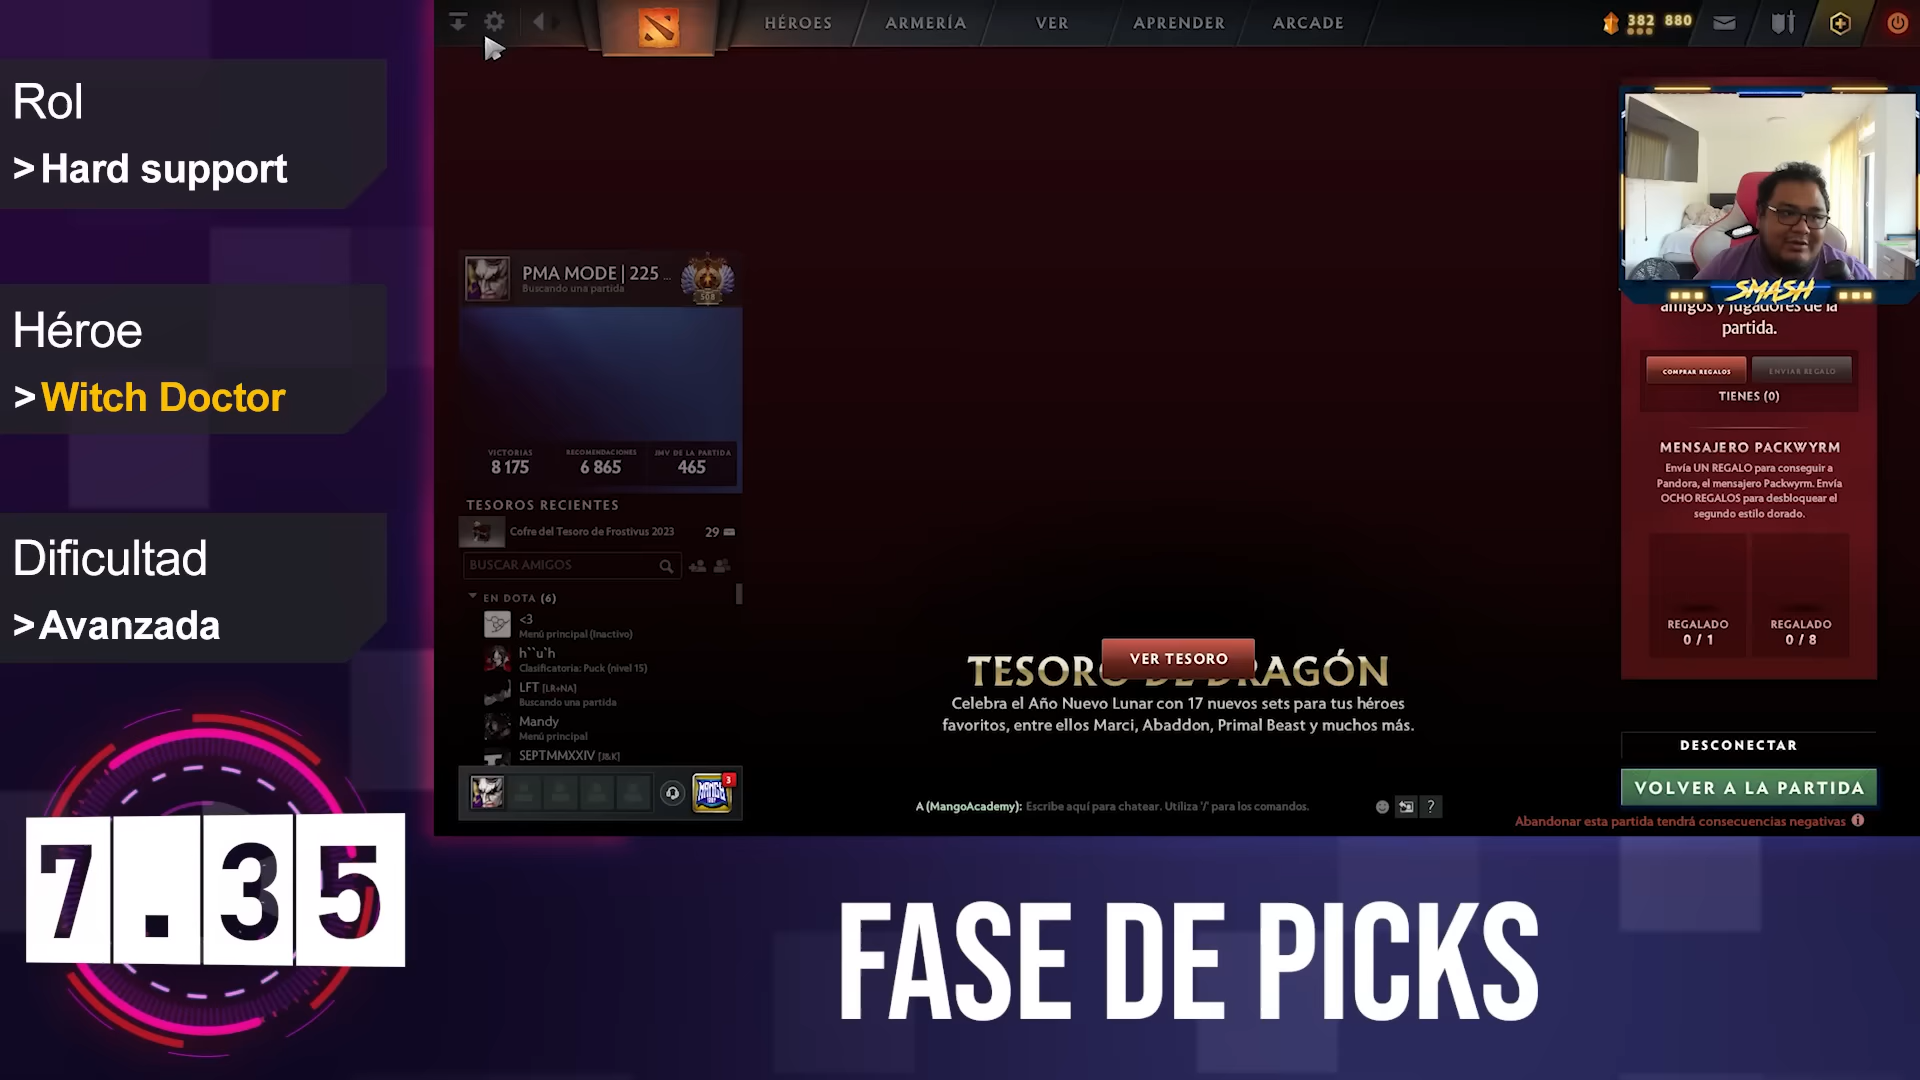 Rol
>Hard support
Héroe
>Witch Doctor
Dificultad
>Avanzada
7.35
HÉROES
ARMERÍA
VER
APRENDER
ARCADE
382 880
PMA MODE | 225 ...
Buscando una partida
508
VICTORIAS
8 175
RECOMENDACIONES
6 865
JMV DE LA PARTIDA
465
TESOROS RECIENTES
Cofre del Tesoro de Frostivus 2023
29
BUSCAR AMIGOS
EN DOTA (6)
<3
Menú principal (Inactivo)
h``u`h
Clasificatoria: Puck (nivel 15)
LFT [LR+NA]
Buscando una partida
Mandy
Menú principal
SEPTMMXXIV [J&K]
3
VER TESORO
Celebra el Año Nuevo Lunar con 17 nuevos sets para tus héroes
favoritos, entre ellos Marci, Abaddon, Primal Beast y muchos más.
A (MangoAcademy): Escribe aquí para chatear. Utiliza '/' para los comandos.
?
SMASH
amigos y jugadores de la
partida.
COMPRAR REGALOS
ENVIAR REGALO
TIENES (0)
MENSAJERO PACKWYRM
Envía UN REGALO para conseguir a
Pandora, el mensajero Packwyrm. Envía
OCHO REGALOS para desbloquear el
segundo estilo dorado.
REGALADO
0 / 1
REGALADO
0 / 8
DESCONECTAR
VOLVER A LA PARTIDA
Abandonar esta partida tendrá consecuencias negativas
FASE DE PICKS